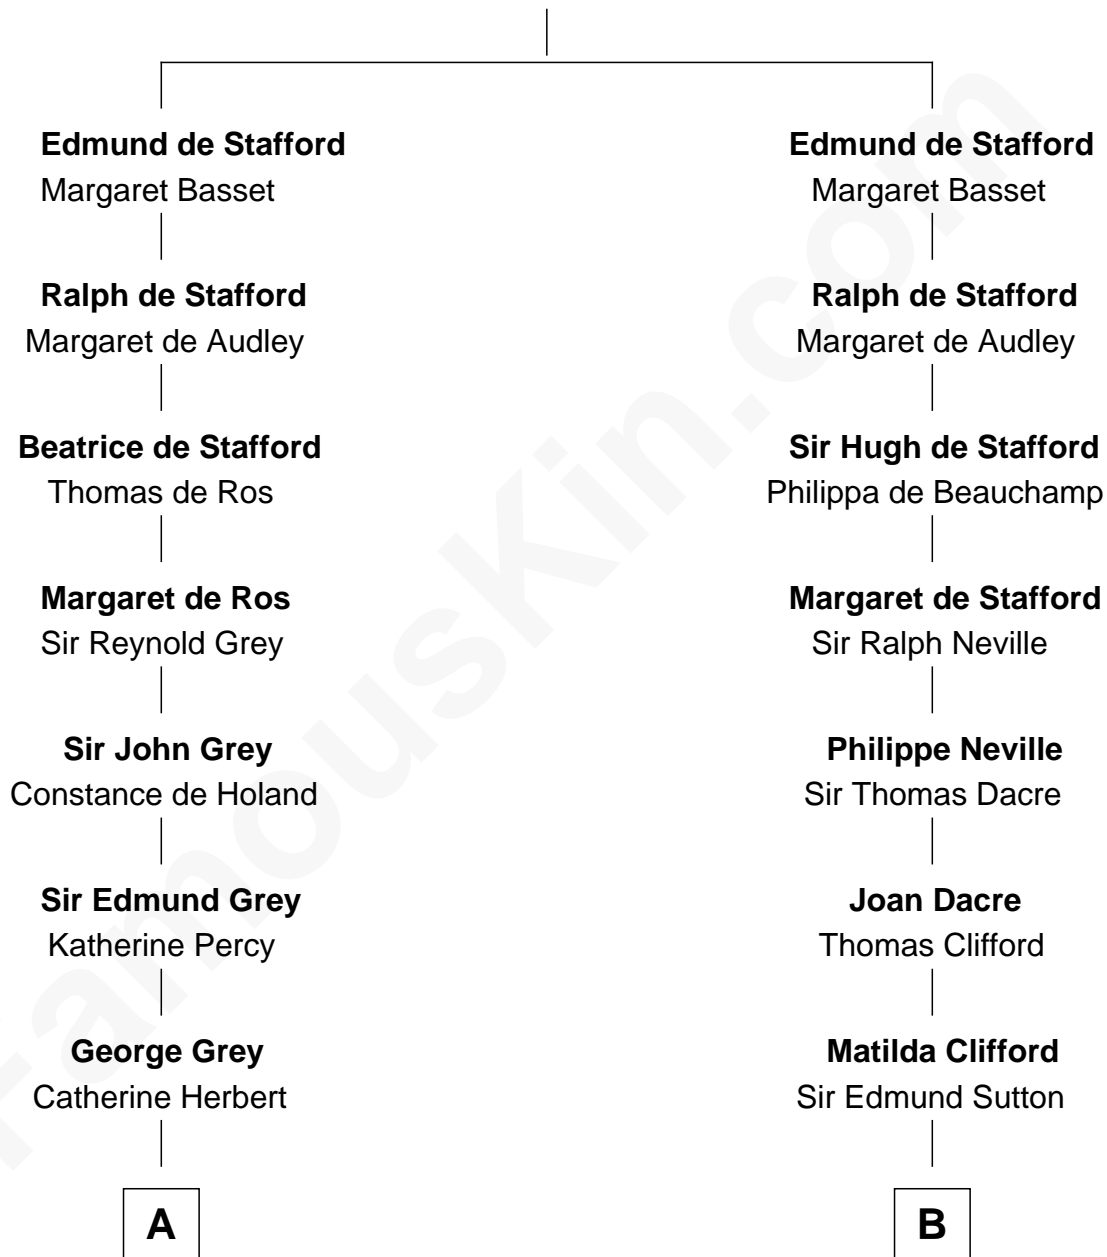 Edmund de Stafford
Margaret Basset
Ralph de Stafford
Margaret de Audley
Beatrice de Stafford
Thomas de Ros
Margaret de Ros
Sir Reynold Grey
Sir John Grey
Constance de Holand
Sir Edmund Grey
Katherine Percy
George Grey
Catherine Herbert
A
Edmund de Stafford
Margaret Basset
Ralph de Stafford
Margaret de Audley
Sir Hugh de Stafford
Philippa de Beauchamp
Margaret de Stafford
Sir Ralph Neville
Philippe Neville
Sir Thomas Dacre
Joan Dacre
Thomas Clifford
Matilda Clifford
Sir Edmund Sutton
B
FamousKin.com